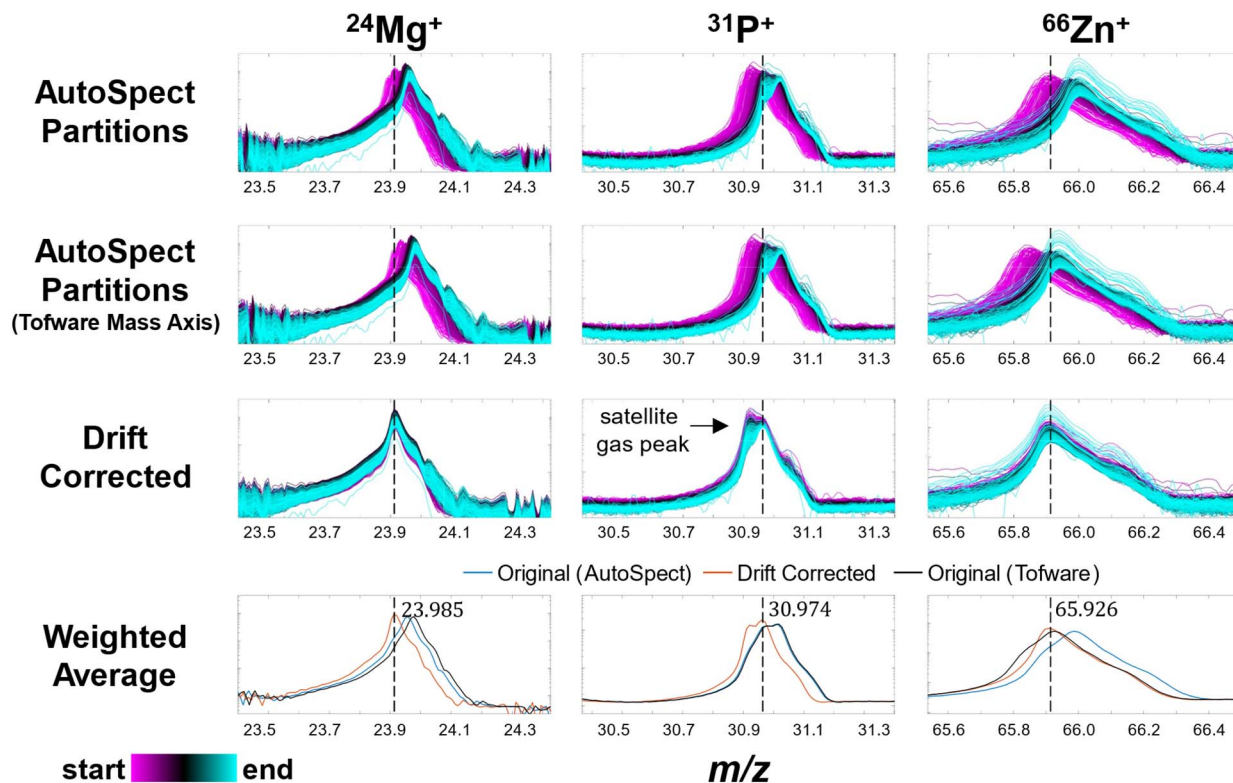 ²⁴Mg⁺ ³¹P⁺ ⁶⁶Zn⁺
AutoSpect
Partitions
23.5 23.7 23.9 24.1 24.3 30.5 30.7 30.9 31.1 31.3 65.6 65.8 66.0 66.2 66.4
AutoSpect
Partitions
(Tofware Mass Axis)
23.5 23.7 23.9 24.1 24.3 30.5 30.7 30.9 31.1 31.3 65.6 65.8 66.0 66.2 66.4
Drift
Corrected
satellite
gas peak
23.5 23.7 23.9 24.1 24.3 30.5 30.7 30.9 31.1 31.3 65.6 65.8 66.0 66.2 66.4
Original (AutoSpect) Drift Corrected Original (Tofware)
Weighted
Average
23.985 30.974 65.926
23.5 23.7 23.9 24.1 24.3 30.5 30.7 30.9 31.1 31.3 65.6 65.8 66.0 66.2 66.4
start end m/z